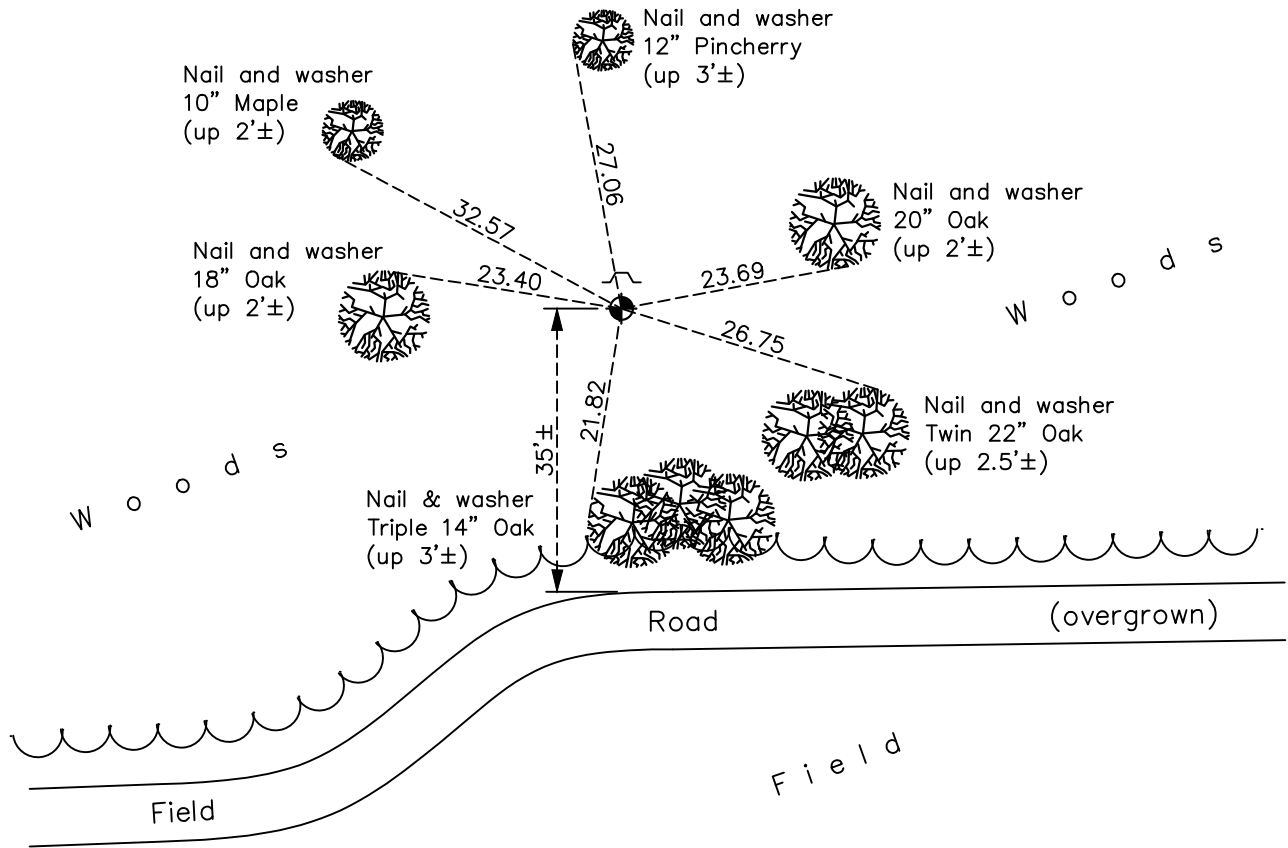 Nail and washer
12” Pincherry
(up 3'±)
Nail and washer
10” Maple
(up 2'±)
27.06
32.57
Nail and washer
20” Oak
(up 2'±)
Nail and washer
18” Oak
(up 2'±)
23.40
23.69
Woods
26.75
21.82
35'±
Nail and washer
Twin 22” Oak
(up 2.5'±)
Woods
Nail & washer
Triple 14” Oak
(up 3'±)
Field Road (overgrown)
Field